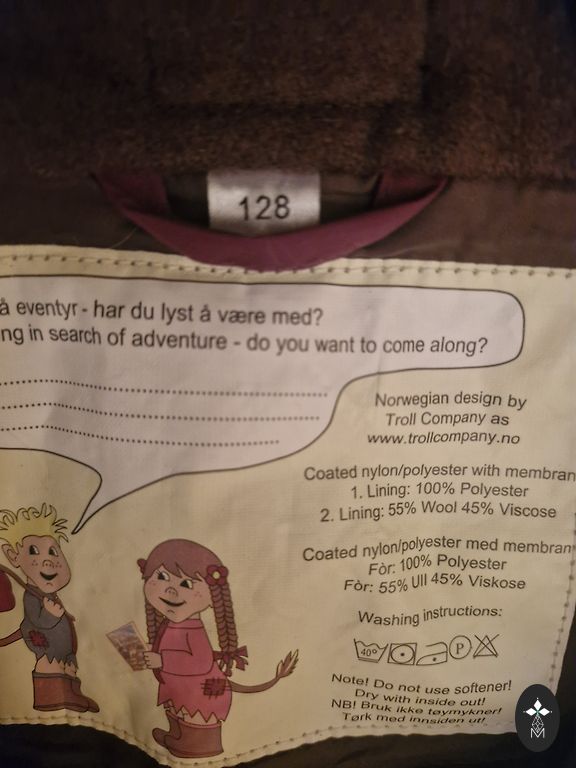 128
å eventyr - har du lyst å være med?
ng in search of adventure - do you want to come along?
Norwegian design by
Troll Company as
www.trollcompany.no
Coated nylon/polyester with membran
1. Lining: 100% Polyester
2. Lining: 55% Wool 45% Viscose
Coated nylon/polyester med membran
Fòr: 100% Polyester
Fòr: 55% Ull 45% Viskose
Washing instructions:
40° P
Note! Do not use softener!
Dry with inside out!
NB! Bruk ikke tøymykner!
Tørk med innsiden ut!
M